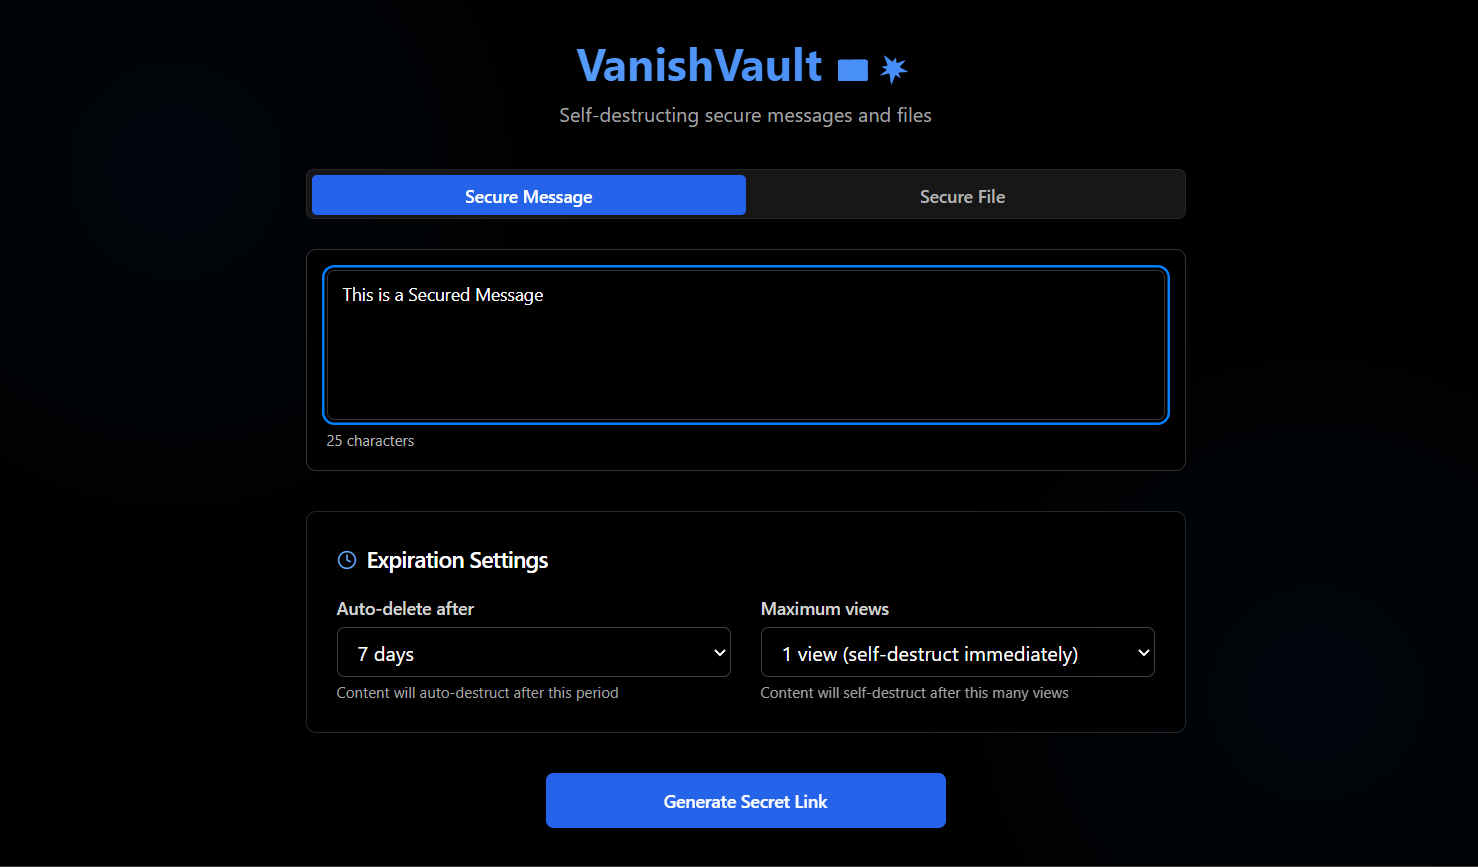 VanishVault
Self-destructing secure messages and files
Secure Message
Secure File
This is a Secured Message
25 characters
Expiration Settings
Auto-delete after
Maximum views
7 days
1 view (self-destruct immediately)
Content will auto-destruct after this period
Content will self-destruct after this many views
Generate Secret Link